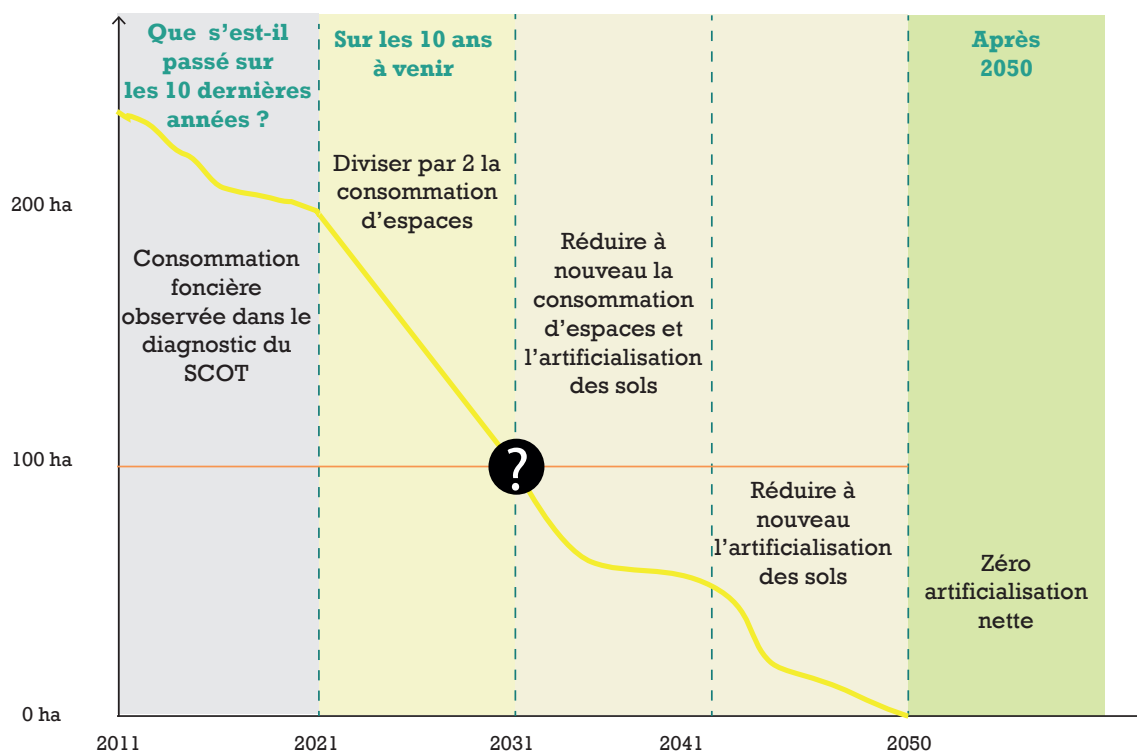 Que s'est-il
passé sur
les 10 dernières
années ?
Sur les 10 ans
à venir
Après
2050
Diviser par 2 la
consommation
d'espaces
200 ha
Consommation
foncière
observée dans le
diagnostic du
SCOT
Réduire à
nouveau la
consommation
d'espaces et
l'artificialisation
des sols
100 ha
?
Réduire à
nouveau
l'artificialisation
des sols
Zéro
artificialisation
nette
0 ha
2011
2021
2031
2041
2050